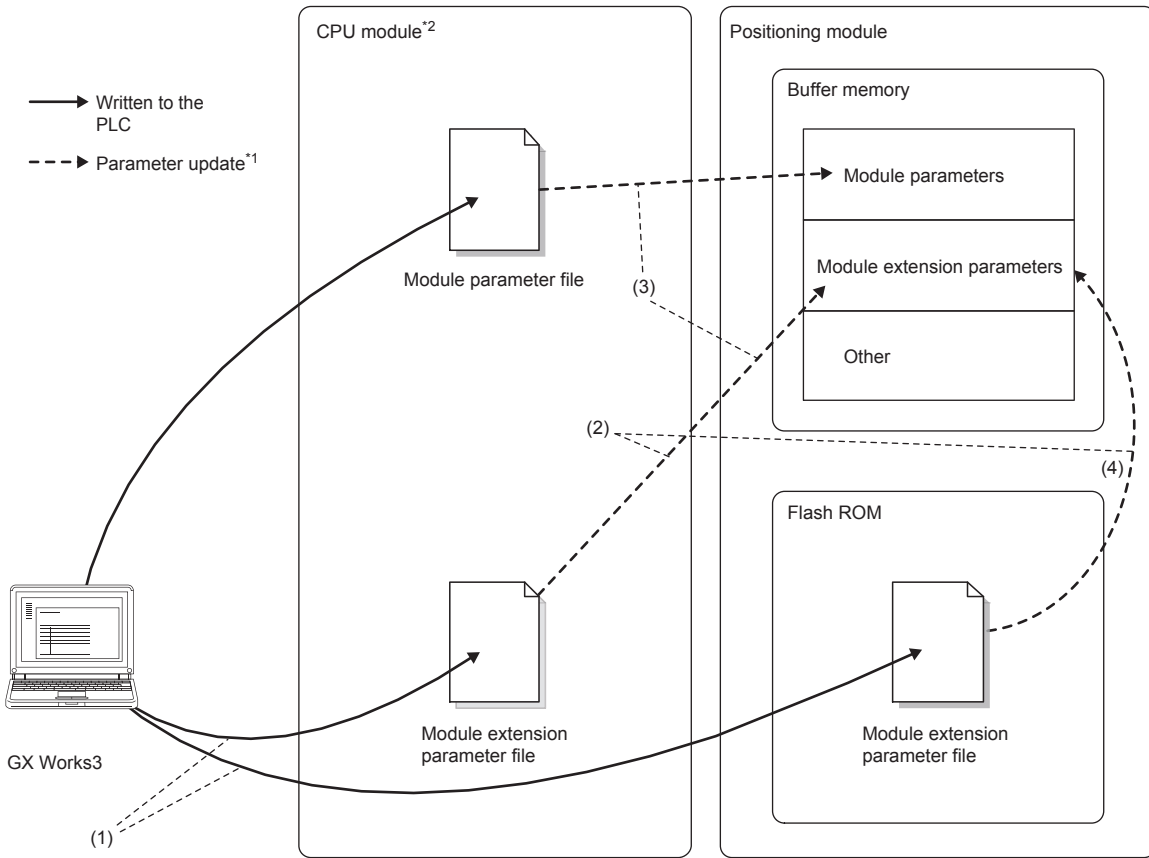 CPU module*2
Positioning module
Buffer memory
Written to the
PLC
Parameter update*1
Module parameters
Module extension parameters
Other
Module parameter file
(3)
(2)
(4)
Flash ROM
Module extension
parameter file
Module extension
parameter file
GX Works3
(1)